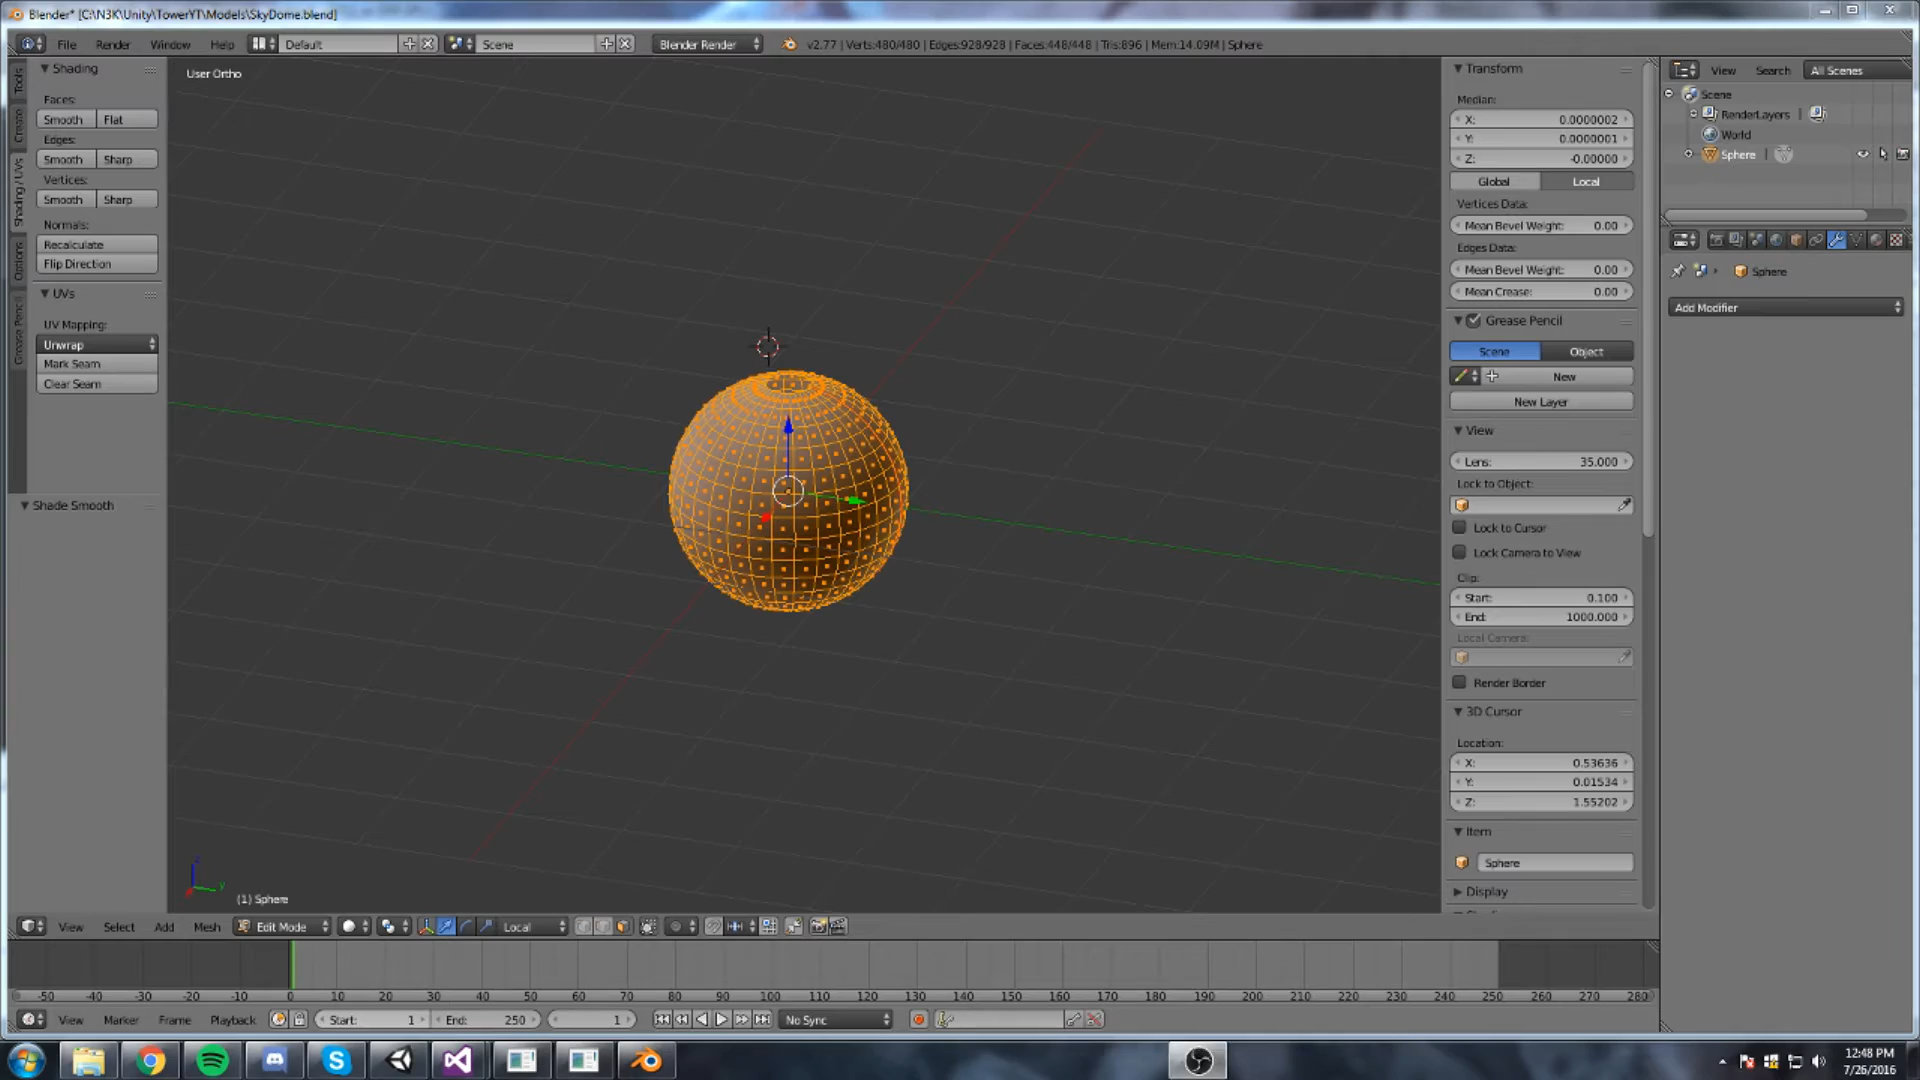 Blender* [C:\N3K\Unity\TowerYT\Models\SkyDome.blend]
File Render Window Help Default Scene Blender Render v2.77 | Verts:480/480 | Edges:928/928 | Faces:448/448 | Tris:896 | Mem:14.09M | Sphere
Tools
Create
Shading / UVs
Options
Grease Pencil
Shading
Faces:
Smooth Flat
Edges:
Smooth Sharp
Vertices:
Smooth Sharp
Normals:
Recalculate
Flip Direction
UVs
UV Mapping:
Unwrap
Mark Seam
Clear Seam
Shade Smooth
User Ortho
(1) Sphere
Transform
Median:
X: 0.0000002
Y: 0.0000001
Z: -0.00000
Global Local
Vertices Data:
Mean Bevel Weight: 0.00
Edges Data:
Mean Bevel Weight: 0.00
Mean Crease: 0.00
Grease Pencil
Scene Object
New
New Layer
View
Lens: 35.000
Lock to Object:
Lock to Cursor
Lock Camera to View
Clip:
Start: 0.100
End: 1000.000
Local Camera:
Render Border
3D Cursor
Location:
X: 0.53636
Y: 0.01534
Z: 1.55202
Item
Sphere
Display
View Search All Scenes
Scene
RenderLayers
World
Sphere
Sphere
Add Modifier
View Select Add Mesh Edit Mode Local
-50 -40 -30 -20 -10 0 10 20 30 40 50 60 70 80 90 100 110 120 130 140 150 160 170 180 190 200 210 220 230 240 250 260 270 280
View Marker Frame Playback Start: 1 End: 250 1 No Sync
12:48 PM
7/26/2016